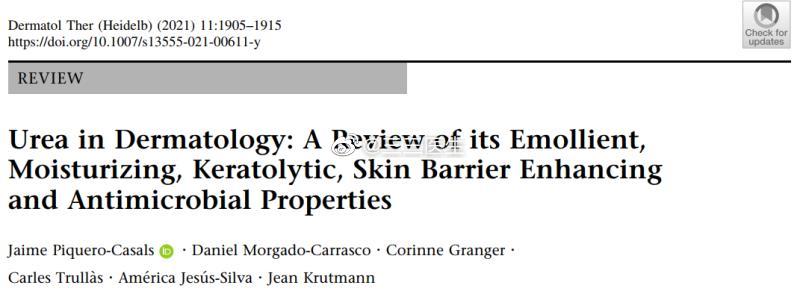 Dermatol Ther (Heidelb) (2021) 11:1905–1915
https://doi.org/10.1007/s13555-021-00611-y
Check for
updates
REVIEW
Urea in Dermatology: A Review of its Emollient,
Moisturizing, Keratolytic, Skin Barrier Enhancing
and Antimicrobial Properties
Jaime Piquero-Casals iD · Daniel Morgado-Carrasco · Corinne Granger ·
Carles Trullàs · América Jesús-Silva · Jean Krutmann